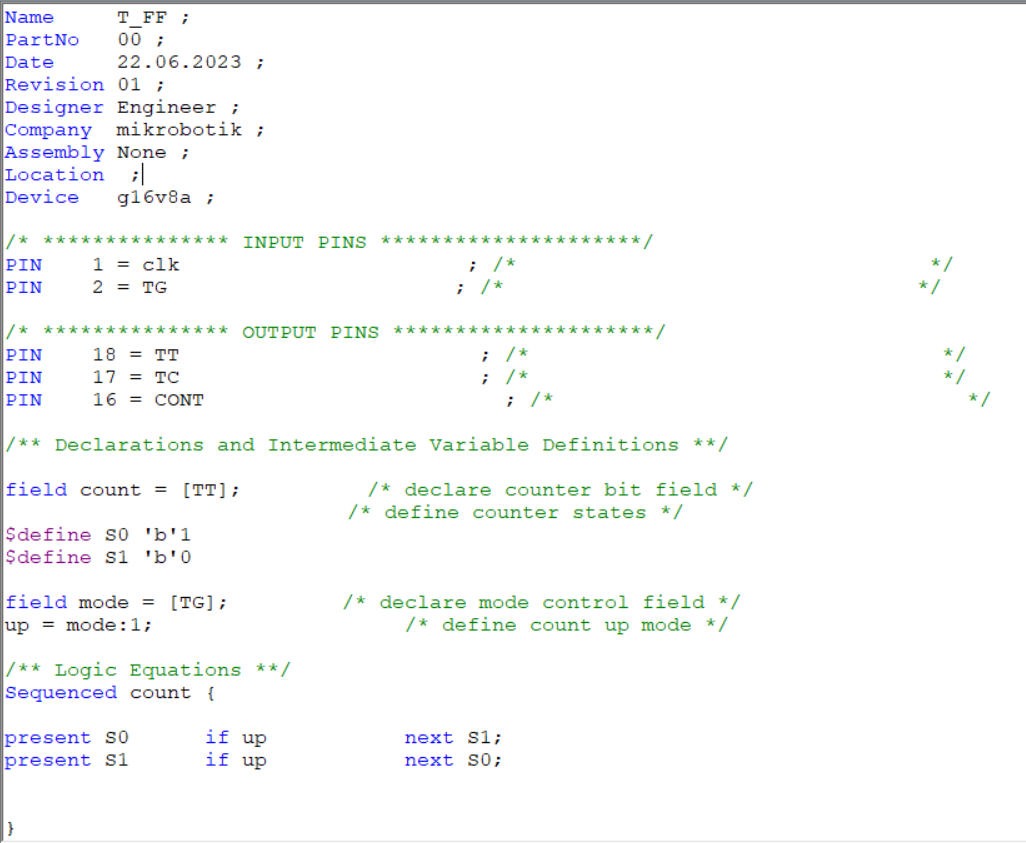 Name      T_FF ;
PartNo    00 ;
Date      22.06.2023 ;
Revision  01 ;
Designer  Engineer ;
Company   mikrobotik ;
Assembly  None ;
Location   ;
Device    g16v8a ;
/* *************** INPUT PINS *********************/
PIN    1 = clk                       ; /*                                 */
PIN    2 = TG                       ; /*                                 */
/* *************** OUTPUT PINS *********************/
PIN    18 = TT                        ; /*                                 */
PIN    17 = TC                        ; /*                                 */
PIN    16 = CONT                        ; /*                                 */
/** Declarations and Intermediate Variable Definitions **/
field count = [TT];          /* declare counter bit field */
/* define counter states */
$define S0 'b'1
$define S1 'b'0
field mode = [TG];         /* declare mode control field */
up = mode:1;                    /* define count up mode */
/** Logic Equations **/
Sequenced count {
present S0      if up           next S1;
present S1      if up           next S0;
}